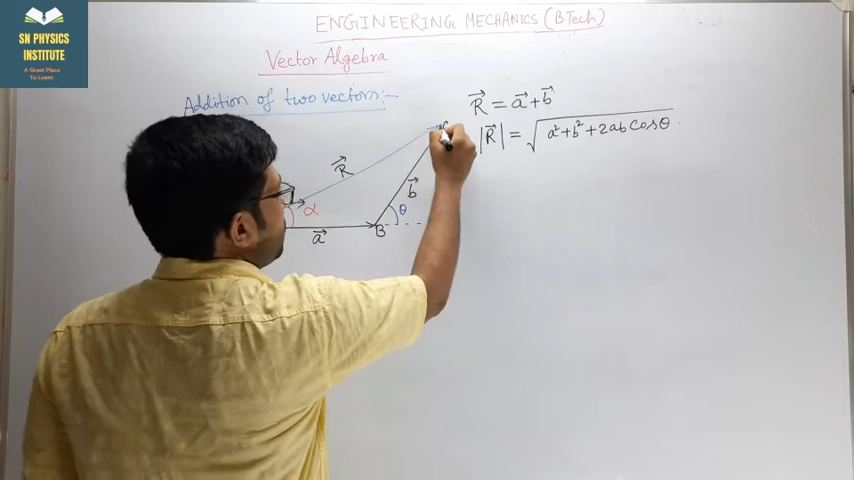 SN PHYSICS
INSTITUTE
A Great Place
To Learn
ENGINEERING MECHANICS (BTech)
Vector Algebra
Addition of two vectors:-
R⃗ = a⃗ + b⃗
|R⃗| = √(a² + b² + 2ab Cosθ)
R⃗
b⃗
α
θ
a⃗
B
C